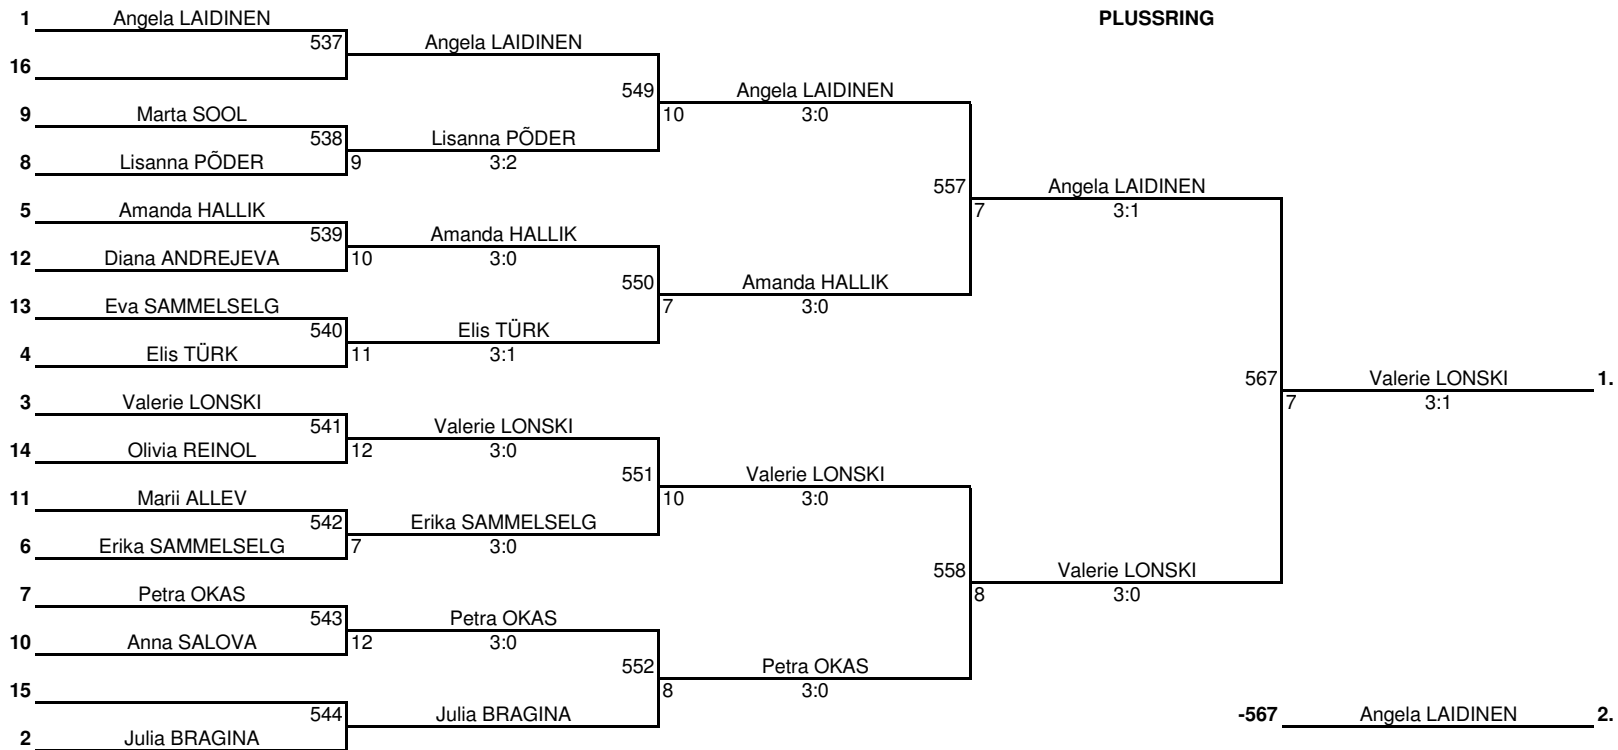 1 Angela LAIDINEN PLUSSRING
537 Angela LAIDINEN
16
549 Angela LAIDINEN
9 Marta SOOL 10 3:0
538 Lisanna PÕDER
8 Lisanna PÕDER 9 3:2
557 Angela LAIDINEN
5 Amanda HALLIK 7 3:1
539 Amanda HALLIK
12 Diana ANDREJEVA 10 3:0
550 Amanda HALLIK
13 Eva SAMMELSELG 7 3:0
540 Elis TÜRK
4 Elis TÜRK 11 3:1
567 Valerie LONSKI 1.
3 Valerie LONSKI 7 3:1
541 Valerie LONSKI
14 Olivia REINOL 12 3:0
551 Valerie LONSKI
11 Marii ALLEV 10 3:0
542 Erika SAMMELSELG
6 Erika SAMMELSELG 7 3:0
558 Valerie LONSKI
7 Petra OKAS 8 3:0
543 Petra OKAS
10 Anna SALOVA 12 3:0
552 Petra OKAS
15 8 3:0
544 Julia BRAGINA -567 Angela LAIDINEN 2.
2 Julia BRAGINA